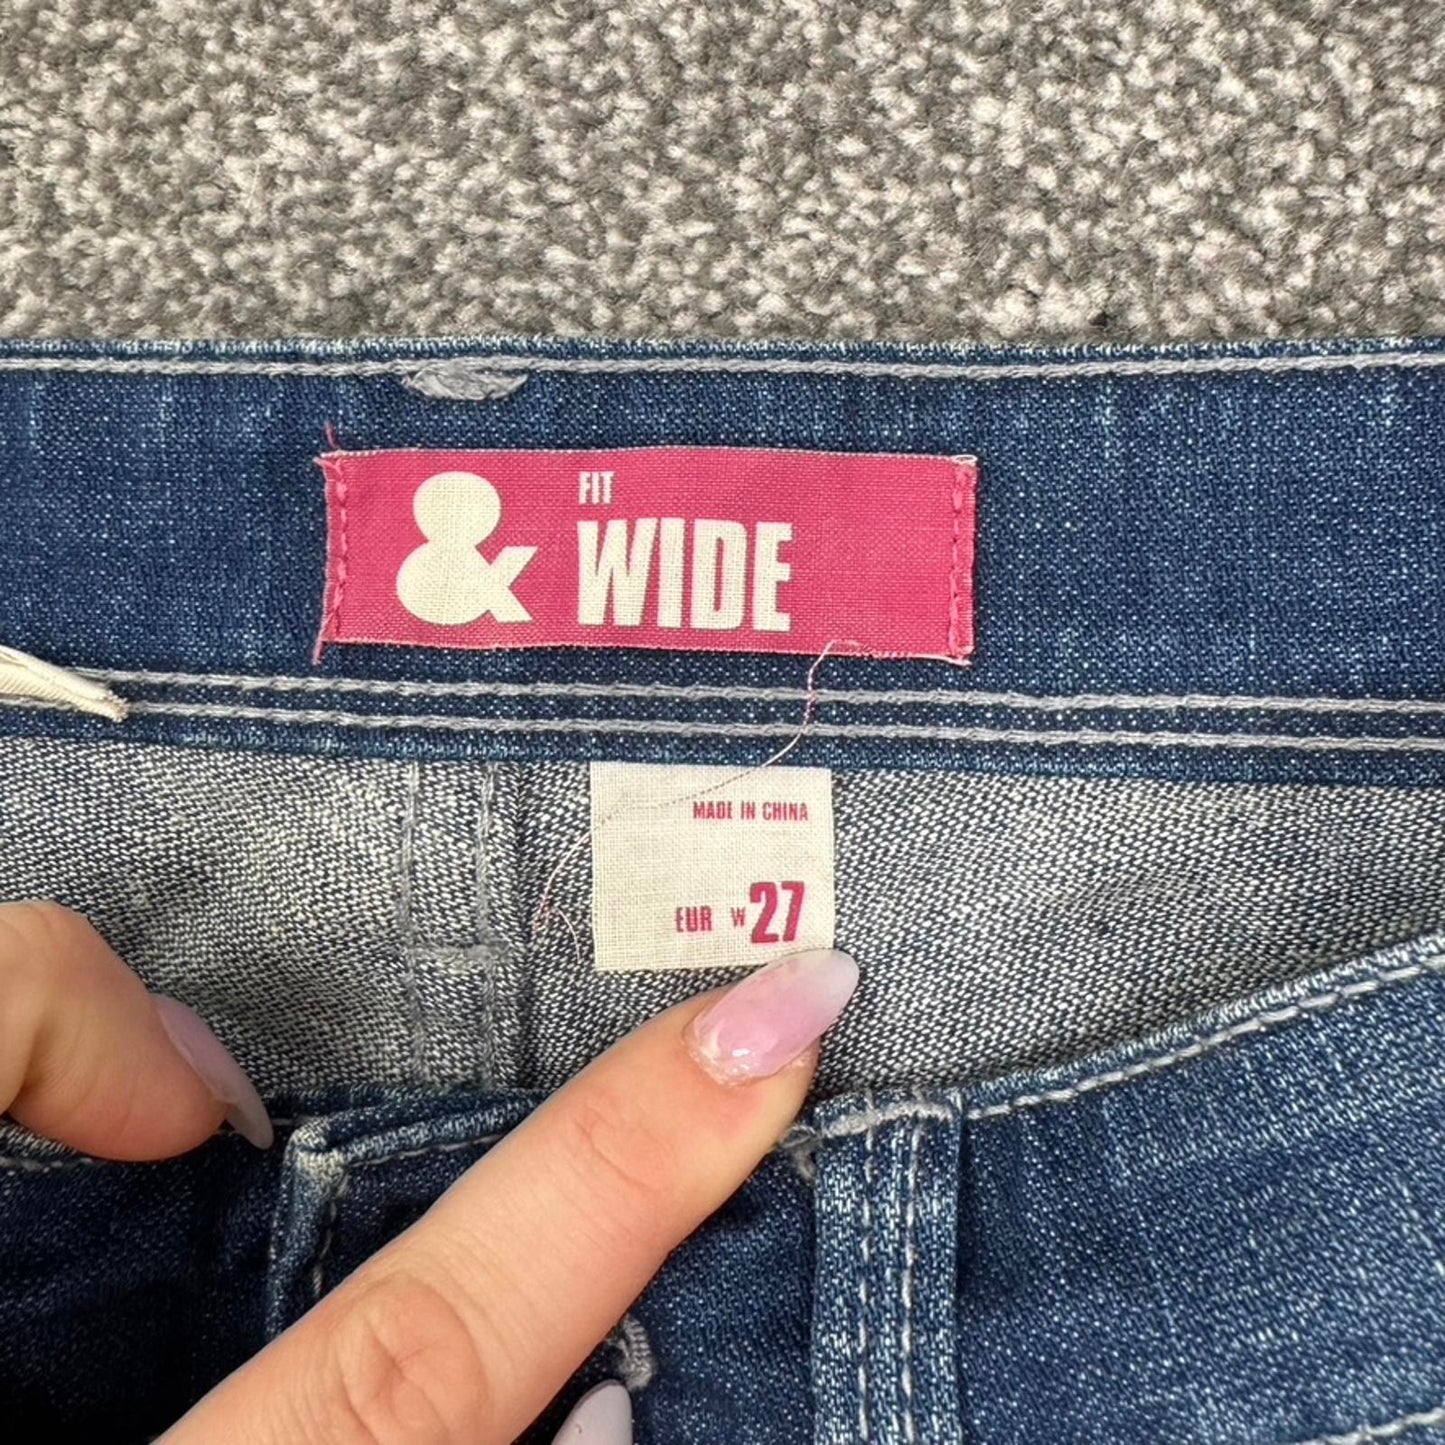 &
FIT
WIDE
MADE IN CHINA
EUR W27